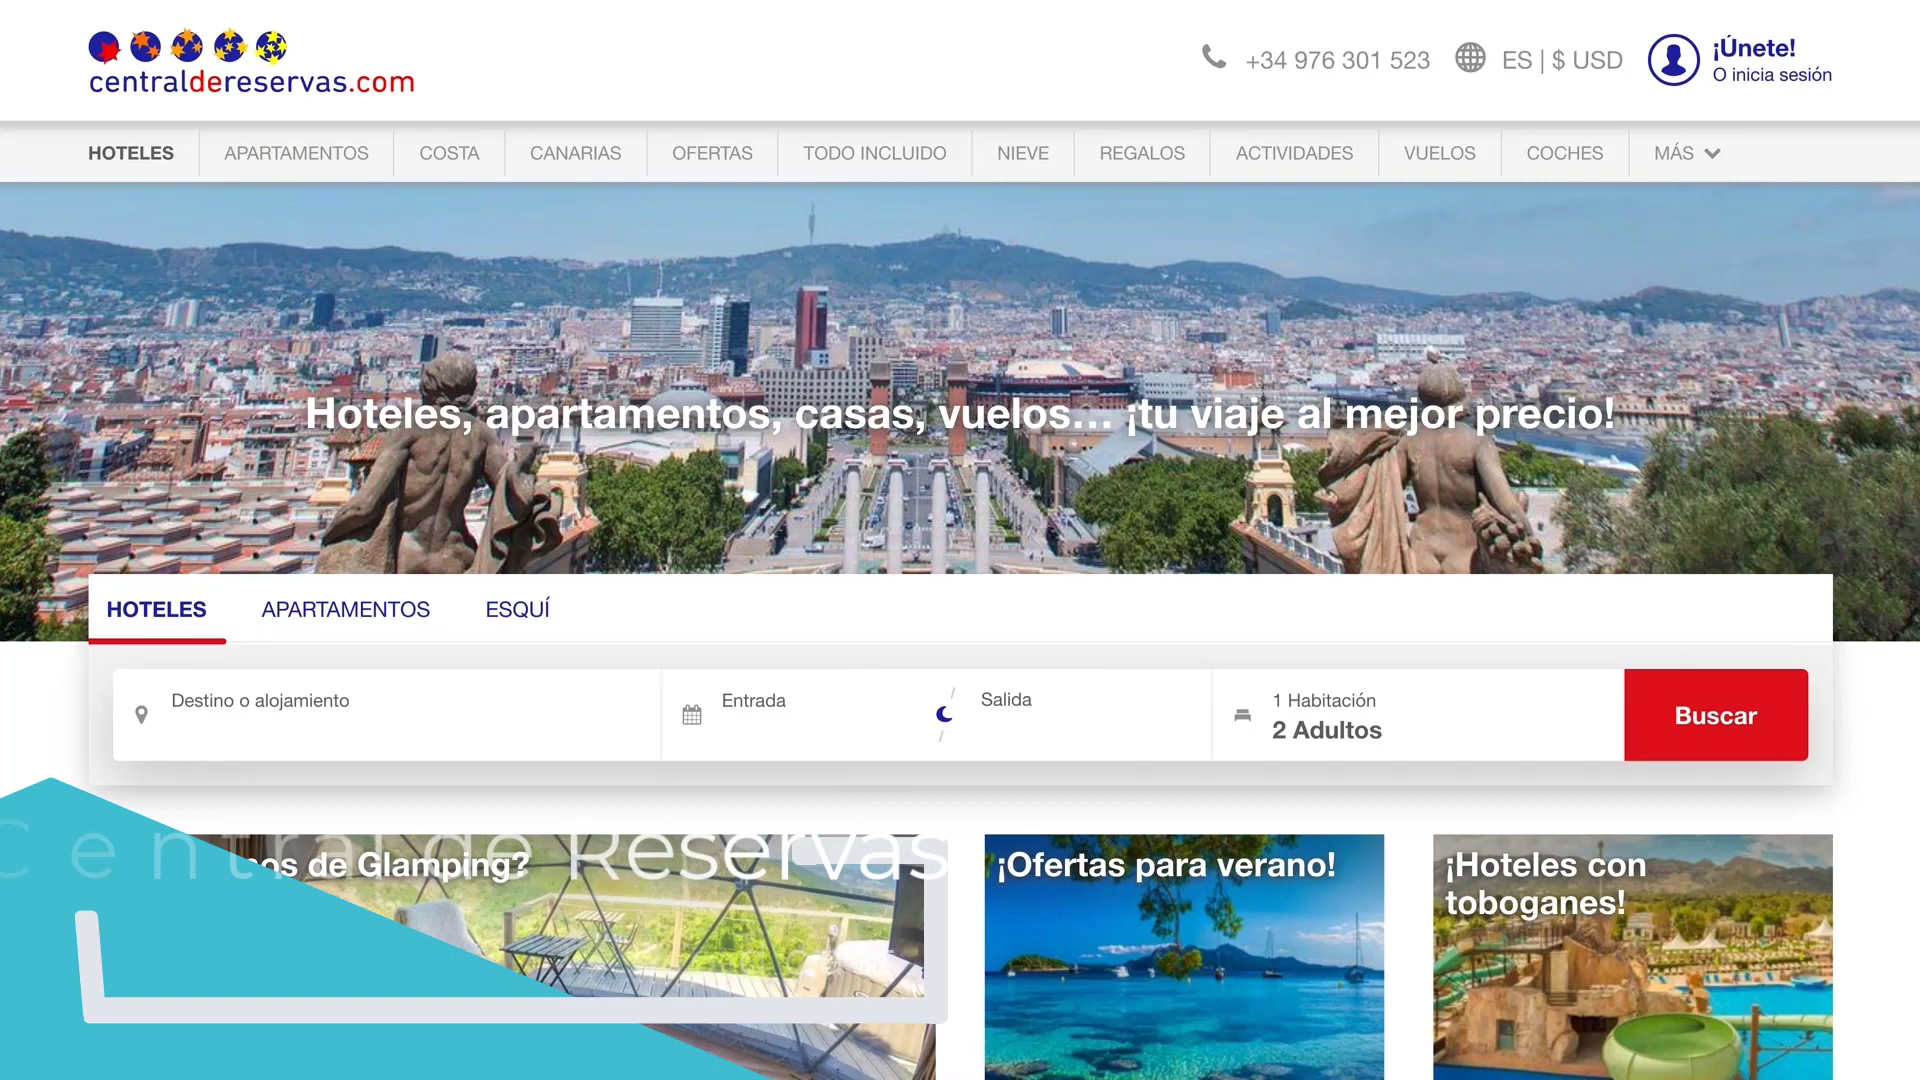 centraldereservas.com
+34 976 301 523
ES | $ USD
¡Únete!
O inicia sesión
HOTELES
APARTAMENTOS
COSTA
CANARIAS
OFERTAS
TODO INCLUIDO
NIEVE
REGALOS
ACTIVIDADES
VUELOS
COCHES
MÁS
Hoteles, apartamentos, casas, vuelos... ¡tu viaje al mejor precio!
HOTELES
APARTAMENTOS
ESQUÍ
Destino o alojamiento
Entrada
Salida
1 Habitación
2 Adultos
Buscar
Central de Reservas
de Glamping?
¡Ofertas para verano!
¡Hoteles con
toboganes!